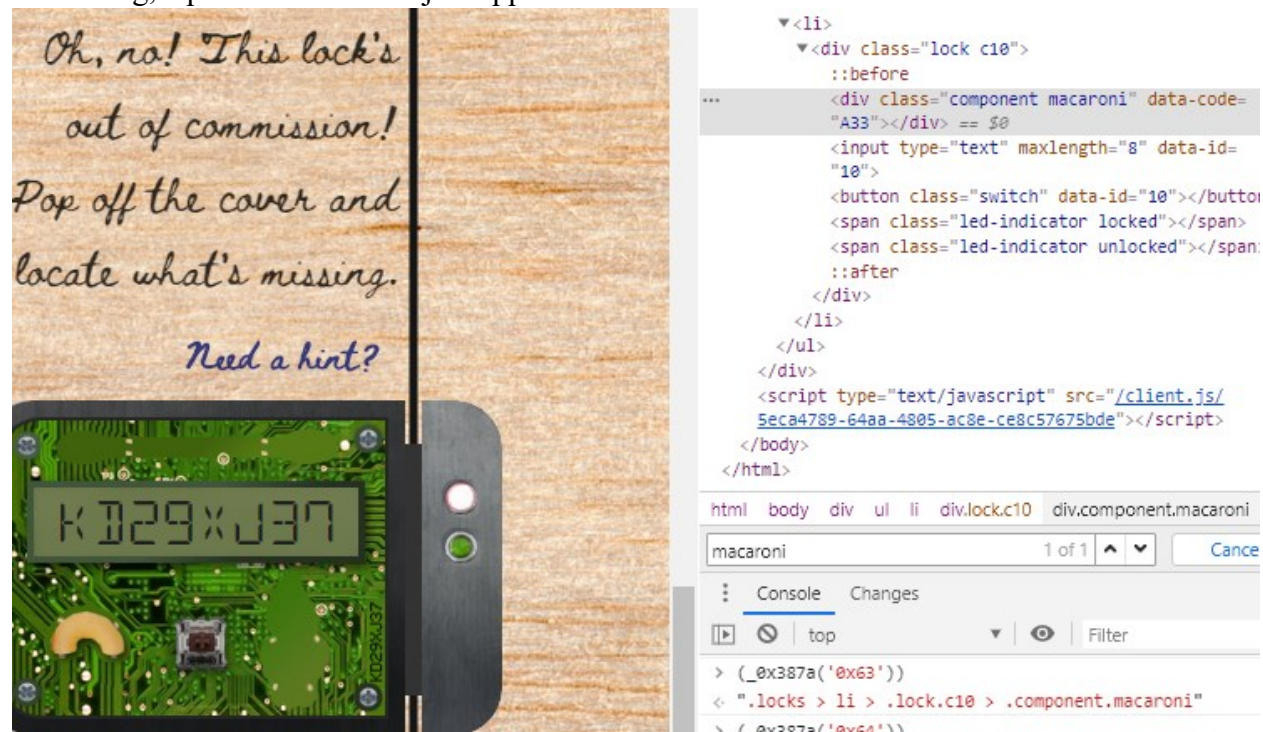 Oh, no! This lock's
out of commission!
Pop off the cover and
locate what's missing.
Need a hint?
KD29XJ37
KD29XJ37
▼<li>
▼<div class="lock c10">
::before
... <div class="component macaroni" data-code=
"A33"></div> == $0
<input type="text" maxlength="8" data-id=
"10">
<button class="switch" data-id="10"></button
<span class="led-indicator locked"></span>
<span class="led-indicator unlocked"></span>
::after
</div>
</li>
</ul>
</div>
<script type="text/javascript" src="/client.js/
5eca4789-64aa-4805-ac8e-ce8c57675bde"></script>
</body>
</html>
html body div ul li div.lock.c10 div.component.macaroni
macaroni 1 of 1 Cance
Console Changes
top ▼ Filter
> (_0x387a('0x63'))
< ".locks > li > .lock.c10 > .component.macaroni"
> (_0x387a('0x64'))